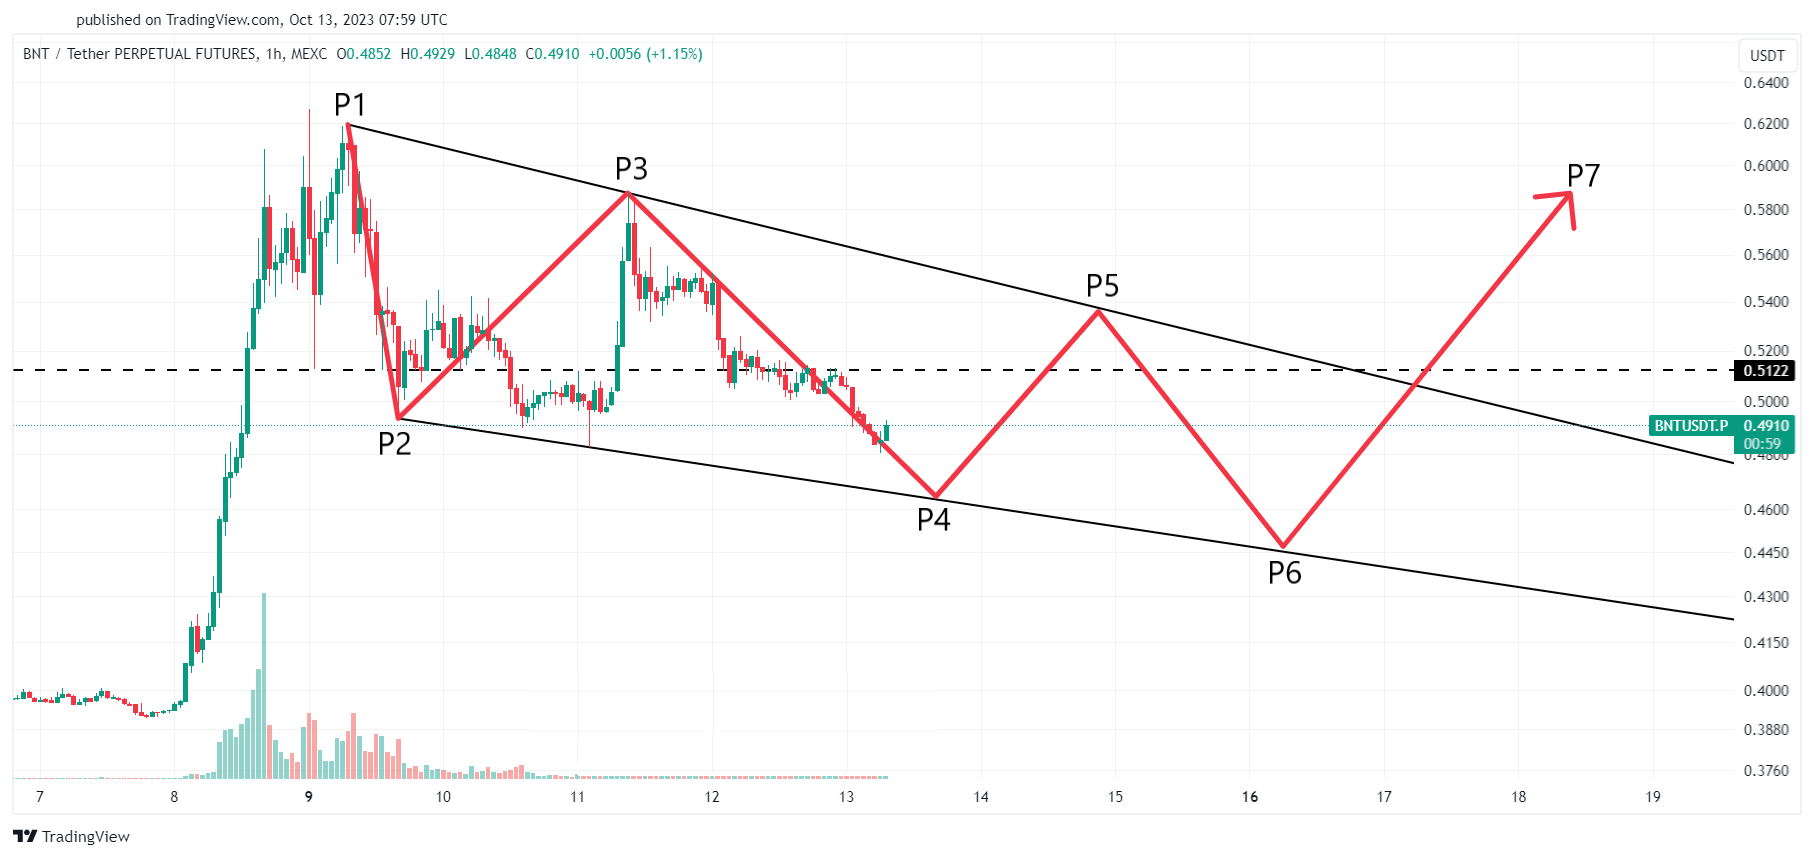 published on TradingView.com, Oct 13, 2023 07:59 UTC
BNT / Tether PERPETUAL FUTURES, 1h, MEXC O0.4852 H0.4929 L0.4848 C0.4910 +0.0056 (+1.15%)
USDT
0.6400
P1
0.6200
P3
0.6000
P7
0.5800
0.5600
P5
0.5400
0.5200
0.5122
0.5000
BNTUSDT.P 0.4910
00:59
P2
0.4800
0.4600
P4
0.4450
P6
0.4300
0.4150
0.4000
0.3880
0.3760
7 8 9 10 11 12 13 14 15 16 17 18 19
TradingView